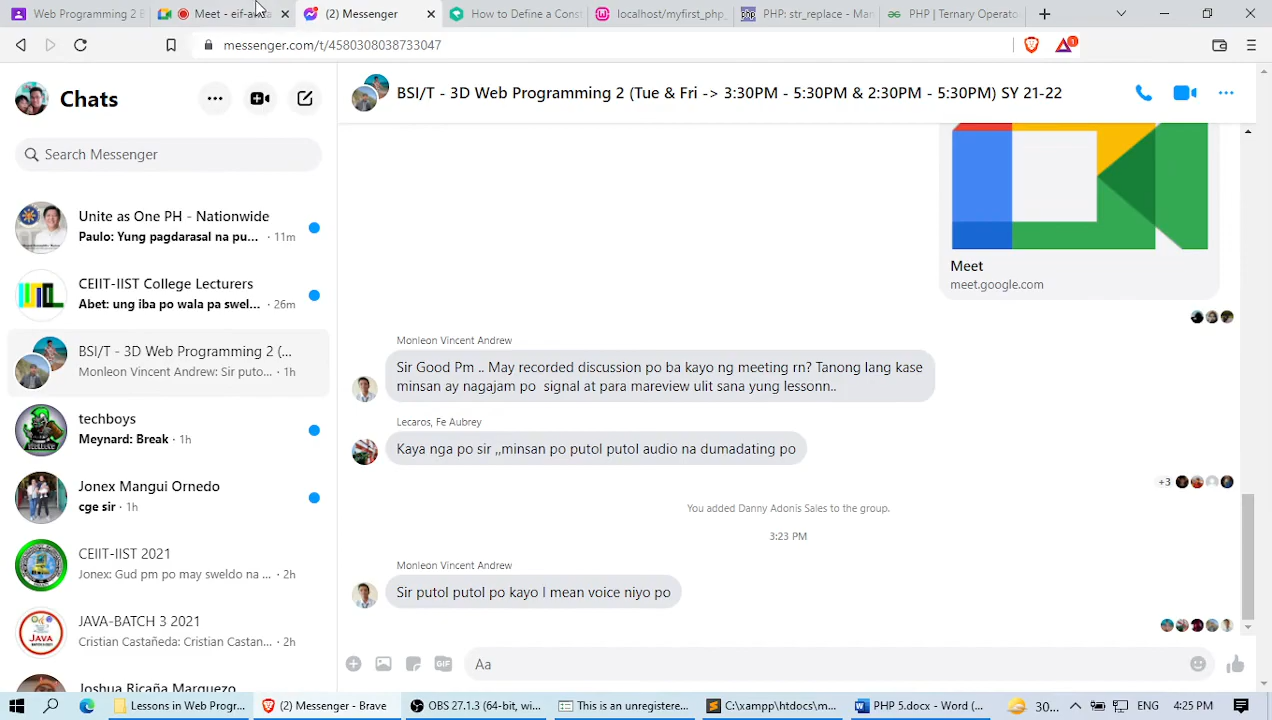 Web Programming 2 B
Meet - eif-a
(2) Messenger
How to Define a Cons
localhost/myfirst_php_
PHP: str_replace - Man
PHP | Ternary Operato
messenger.com/t/4580308038733047
1
Chats
BSI/T - 3D Web Programming 2 (Tue & Fri -> 3:30PM - 5:30PM & 2:30PM - 5:30PM) SY 21-22
Search Messenger
Unite as One PH - Nationwide
Paulo: Yung pagdarasal na pu... · 11m
CEIIT-IIST College Lecturers
Abet: ung iba po wala pa swel... · 26m
BSI/T - 3D Web Programming 2 (...
Monleon Vincent Andrew: Sir puto... · 1h
techboys
Meynard: Break · 1h
Jonex Mangui Ornedo
cge sir · 1h
CEIIT-IIST 2021
Jonex: Gud pm po may sweldo na ... · 2h
JAVA-BATCH 3 2021
Cristian Castañeda: Cristian Castan... · 2h
Joshua Ricaña Marquezo
Meet
meet.google.com
Monleon Vincent Andrew
Sir Good Pm .. May recorded discussion po ba kayo ng meeting rn? Tanong lang kase
minsan ay nagajam po signal at para mareview ulit sana yung lessonn..
Lecaros, Fe Aubrey
Kaya nga po sir ,,minsan po putol putol audio na dumadating po
+3
You added Danny Adonis Sales to the group.
3:23 PM
Monleon Vincent Andrew
Sir putol putol po kayo I mean voice niyo po
GIF
Aa
Lessons in Web Progr...
(2) Messenger - Brave
OBS 27.1.3 (64-bit, wi...
This is an unregistere...
C:\xampp\htdocs\m...
PHP 5.docx - Word (...
30...
ENG
4:25 PM